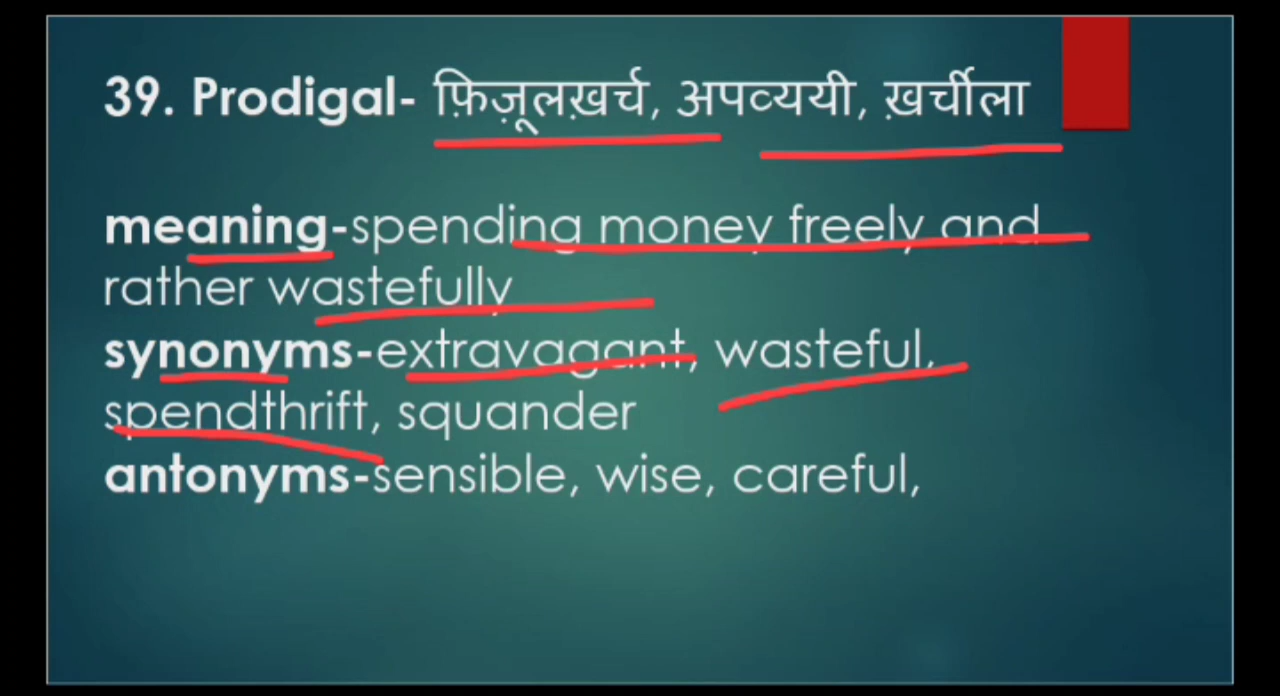 39. Prodigal- फ़िज़ूलख़र्च, अपव्ययी, ख़र्चीला
meaning-spending money freely and
rather wastefully
synonyms-extravagant, wasteful,
spendthrift, squander
antonyms-sensible, wise, careful,